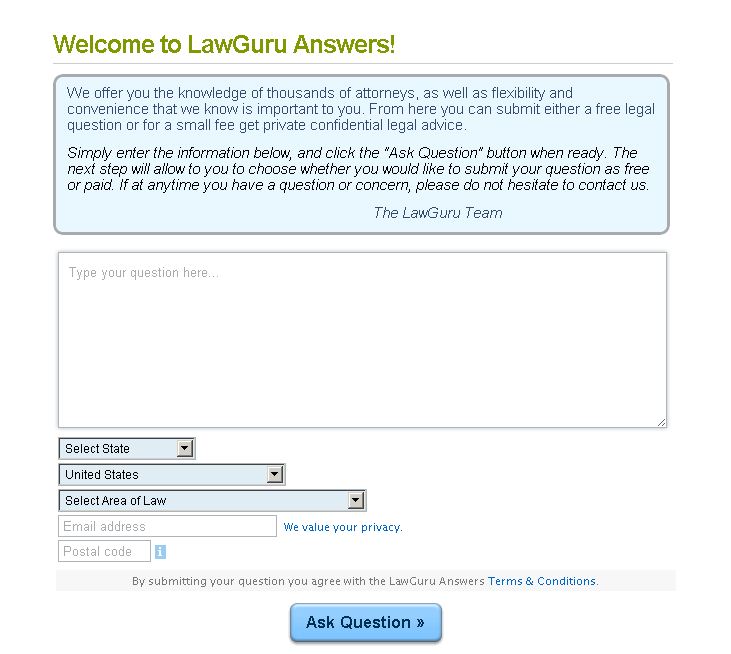 Welcome to LawGuru Answers!
We offer you the knowledge of thousands of attorneys, as well as flexibility and
convenience that we know is important to you. From here you can submit either a free legal
question or for a small fee get private confidential legal advice.
Simply enter the information below, and click the "Ask Question" button when ready. The
next step will allow to you to choose whether you would like to submit your question as free
or paid. If at anytime you have a question or concern, please do not hesitate to contact us.
The LawGuru Team
Type your question here...
Select State
United States
Select Area of Law
Email address We value your privacy.
Postal code i
By submitting your question you agree with the LawGuru Answers Terms & Conditions.
Ask Question »